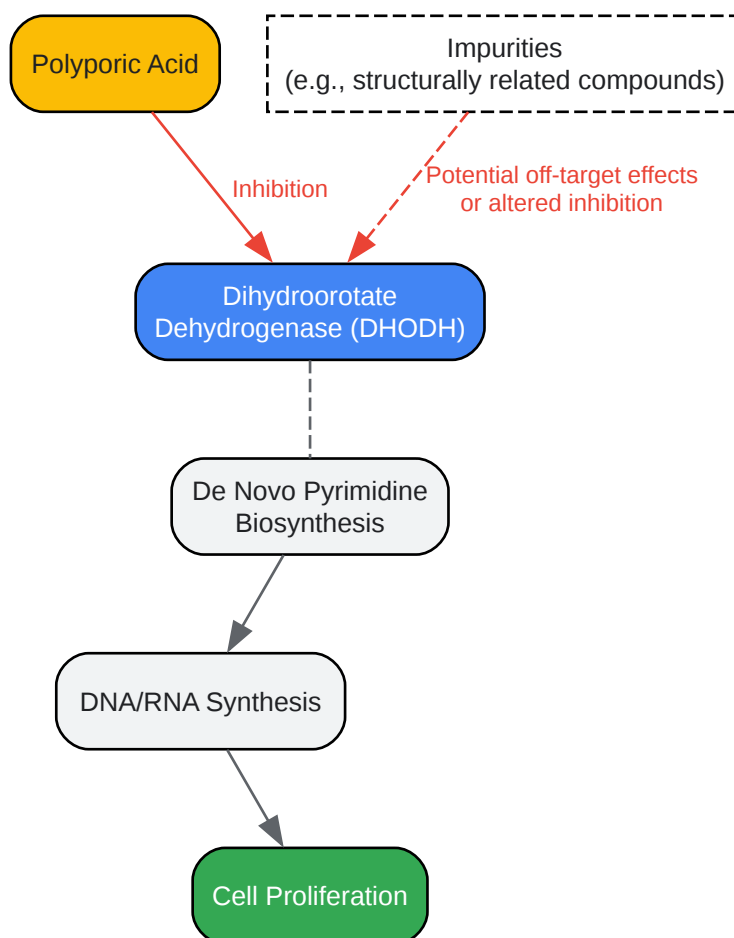 Polyporic Acid
Impurities
(e.g., structurally related compounds)
Inhibition
Potential off-target effects
or altered inhibition
Dihydroorotate
Dehydrogenase (DHODH)
De Novo Pyrimidine
Biosynthesis
DNA/RNA Synthesis
Cell Proliferation